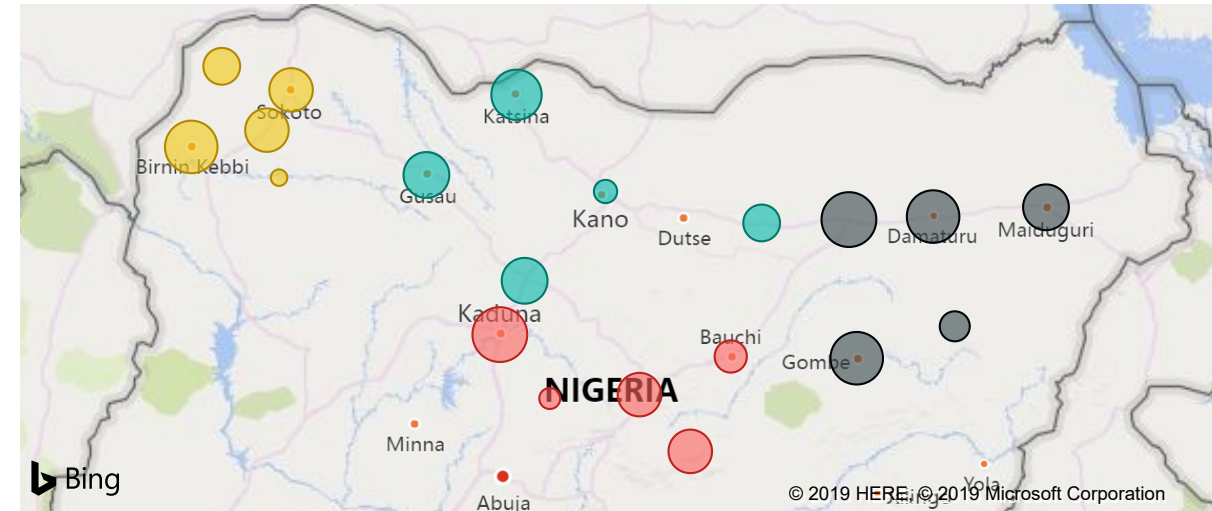 Sokoto
Katsina
Birnin Kebbi
Gusau
Kano
Dutse
Damaturu
Maiduguri
Kaduna
Bauchi
Gombe
NIGERIA
Minna
Abuja
Yola
Bing
© 2019 HERE, © 2019 Microsoft Corporation